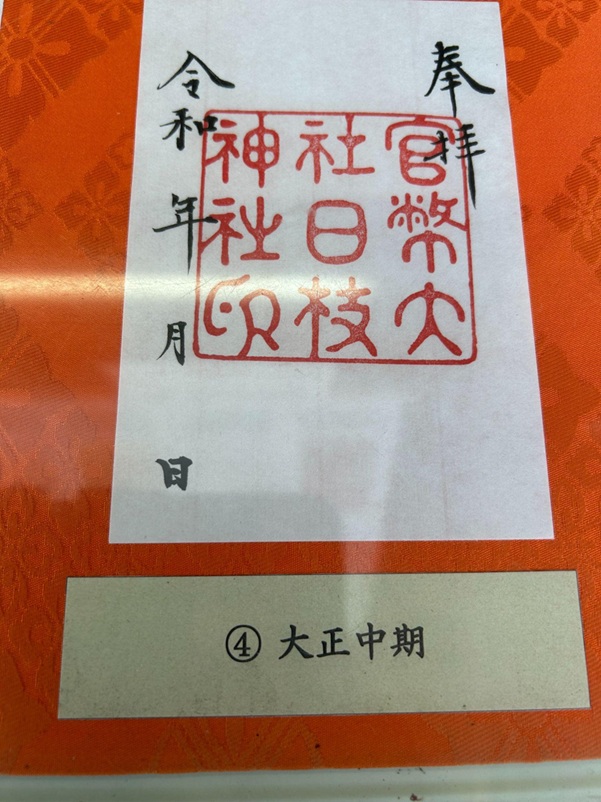 奉拝
官幣大
社日枝
神社印
令和 年 月 日
④ 大正中期